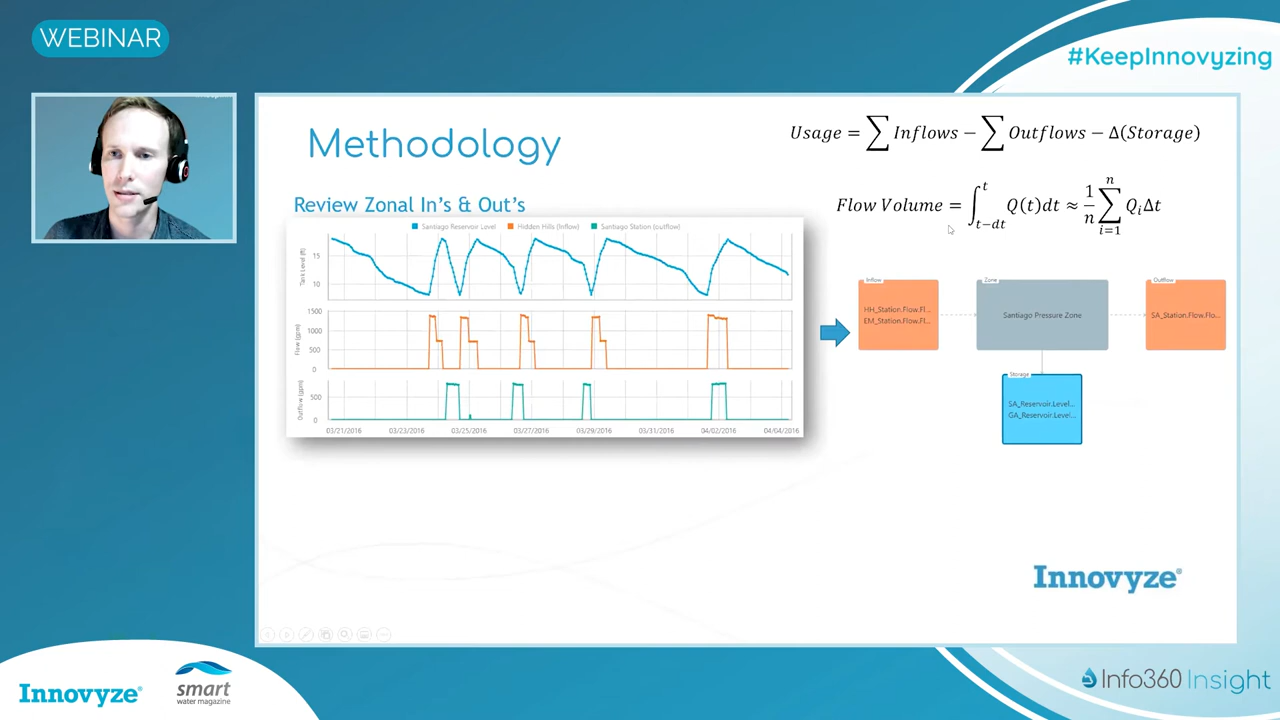 WEBINAR
#KeepInnovyzing
Methodology
Usage = ∑ Inflows − ∑ Outflows − Δ(Storage)
Review Zonal In's & Out's
Flow Volume = ∫_{t−dt}^{t} Q(t)dt ≈ 1/n ∑_{i=1}^{n} Q_i Δt
Santiago Reservoir Level Hidden Hills (Inflow) Santiago Station (outflow)
Tank Level (ft)
15
10
Flow (gpm)
1500
1000
500
0
Outflow (gpm)
500
0
03/21/2016 03/23/2016 03/25/2016 03/27/2016 03/29/2016 03/31/2016 04/02/2016 04/04/2016
Inflow
HH_Station.Flow.Fl...
EM_Station.Flow.Fl...
Zone
Santiago Pressure Zone
Outflow
SA_Station.Flow.Flo...
Storage
SA_Reservoir.Level...
GA_Reservoir.Level...
Innovyze
Innovyze
smart
water magazine
Info360 Insight